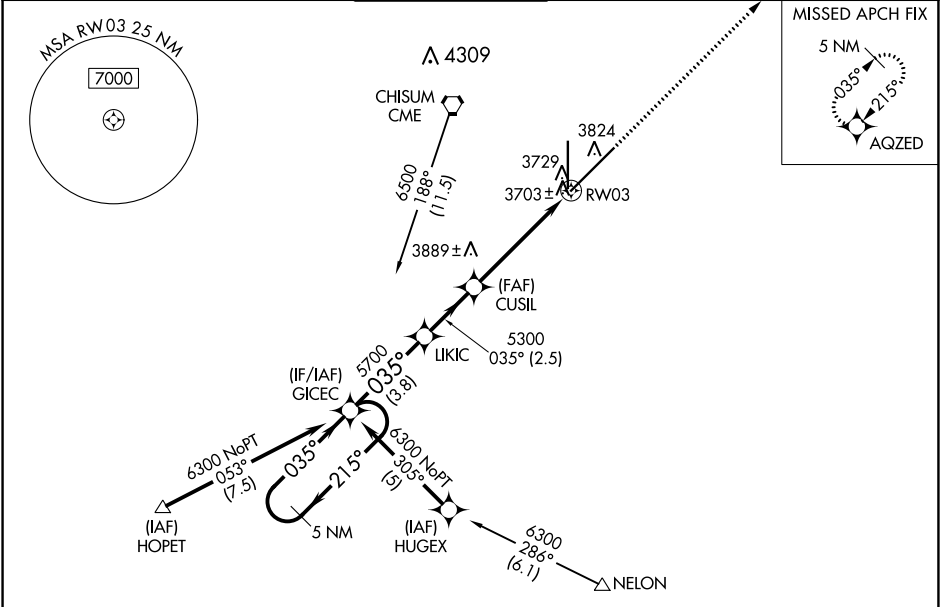 MSA RW03 25 NM
7000
4309
CHISUM
CME
6500
188°
(11.5)
MISSED APCH FIX
5 NM
035°
215°
AQZED
3824
3729
3703±
RW03
3889±
(FAF)
CUSIL
5300
035° (2.5)
LIKIC
5700
035°
(3.8)
(IF/IAF)
GICEC
6300 NoPT
053°
(7.5)
035°
215°
5 NM
6300 NoPT
305°
(5)
(IAF)
HOPET
(IAF)
HUGEX
6300
286°
(6.1)
NELON